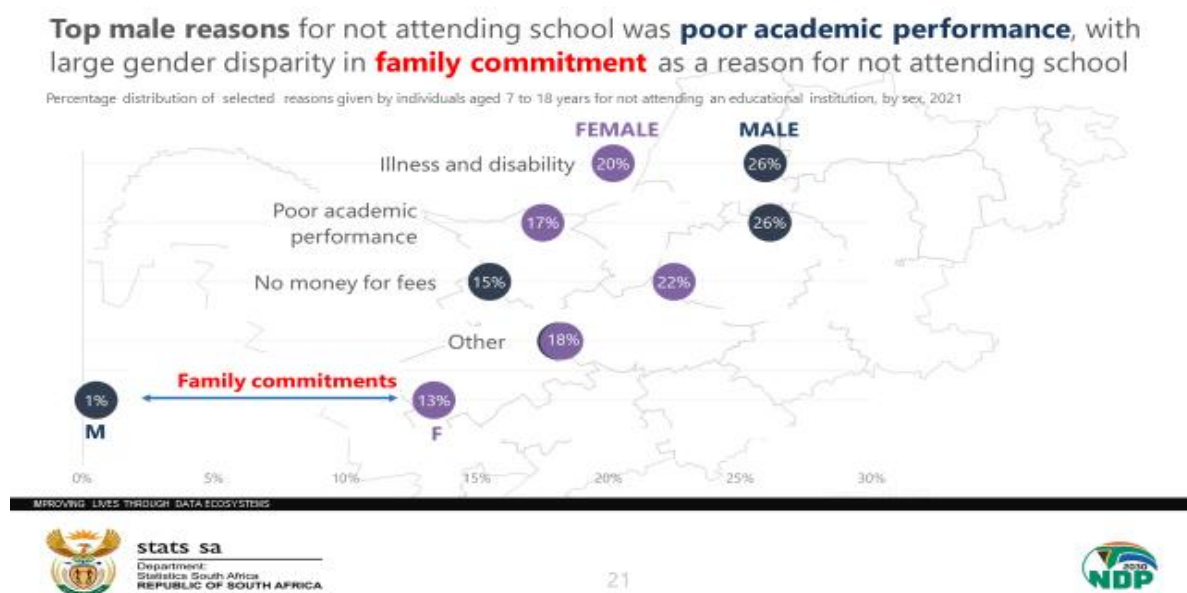 Top male reasons for not attending school was poor academic performance, with
large gender disparity in family commitment as a reason for not attending school
Percentage distribution of selected reasons given by individuals aged 7 to 18 years for not attending an educational institution, by sex, 2021
FEMALE MALE
Illness and disability 20% 26%
Poor academic
performance
17% 26%
No money for fees 15% 22%
Other 18%
Family commitments
1% 13%
M F
0% 5% 10% 15% 20% 25% 30%
IMPROVING LIVES THROUGH DATA ECOSYSTEMS
stats sa
Department:
Statistics South Africa
REPUBLIC OF SOUTH AFRICA
21
2030
NDP